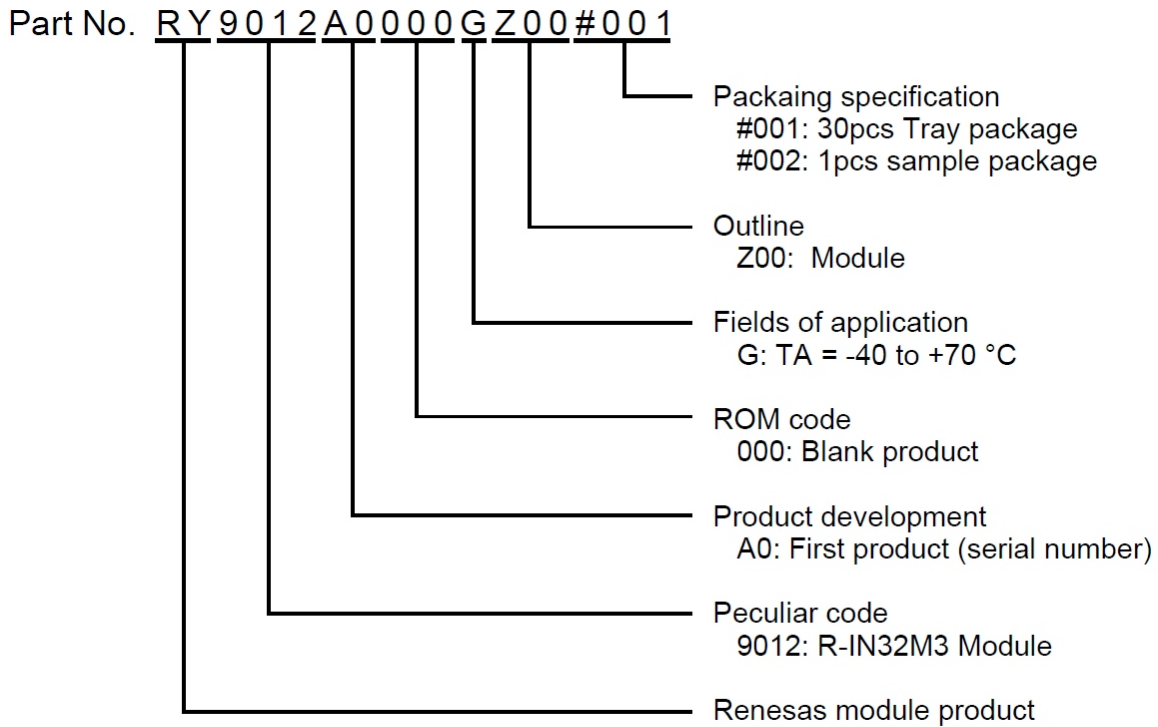 Part No. RY9012A0000GZ00#001
Packaing specification
#001: 30pcs Tray package
#002: 1pcs sample package
Outline
Z00: Module
Fields of application
G: TA = -40 to +70 °C
ROM code
000: Blank product
Product development
A0: First product (serial number)
Peculiar code
9012: R-IN32M3 Module
Renesas module product